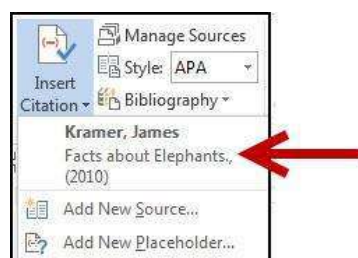 Insert
Citation
Manage Sources
Style: APA
Bibliography
Kramer, James
Facts about Elephants.,
(2010)
Add New Source...
Add New Placeholder...